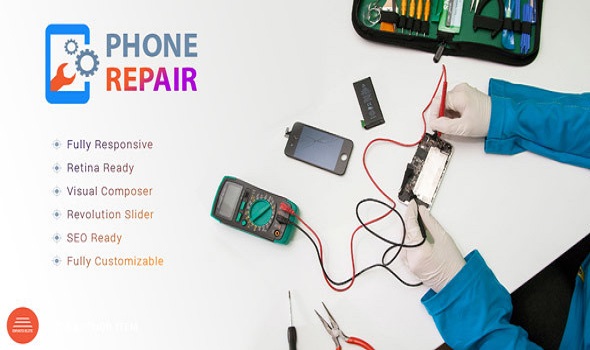 PHONE
REPAIR
Fully Responsive
Retina Ready
Visual Composer
Revolution Slider
SEO Ready
Fully Customizable